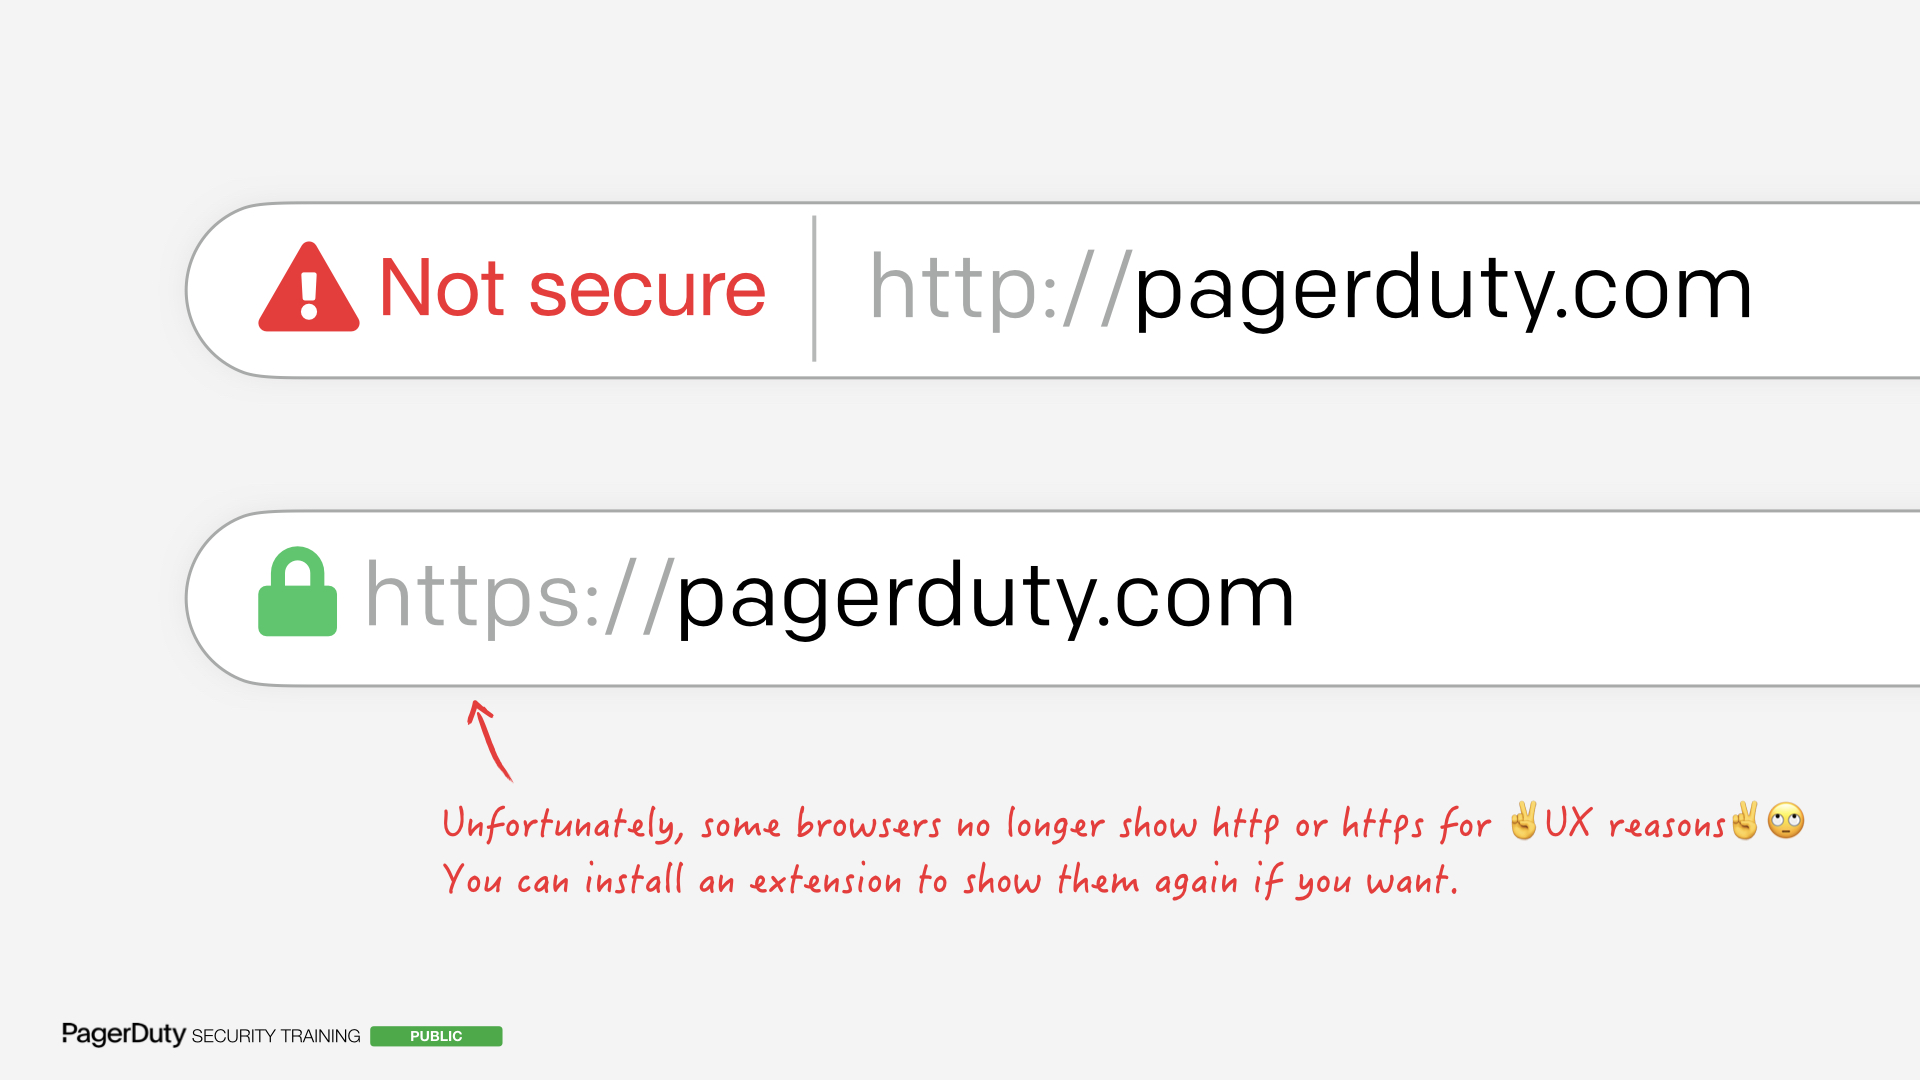 Not secure http://pagerduty.com
https://pagerduty.com
Unfortunately, some browsers no longer show http or https for ✌️UX reasons✌️🙄
You can install an extension to show them again if you want.
PagerDuty SECURITY TRAINING PUBLIC